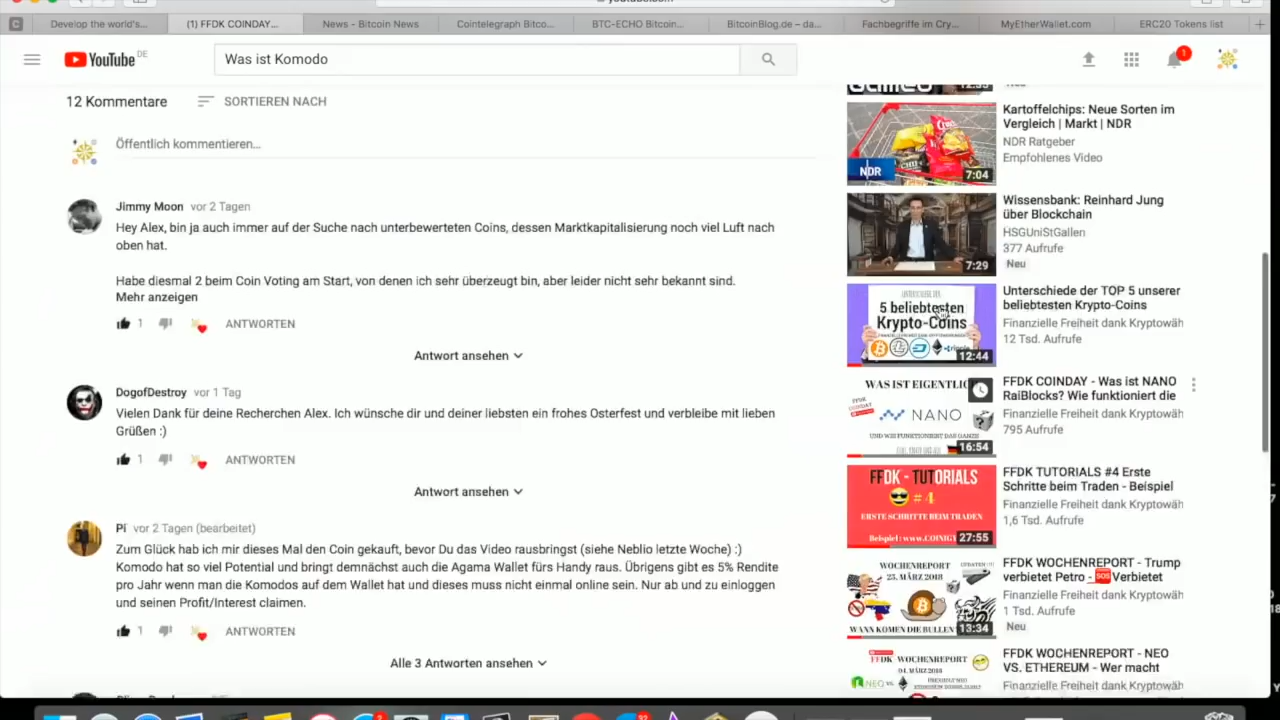 youtube.com
Develop the world's...
(1) FFDK COINDAY...
News - Bitcoin News
Cointelegraph Bitco...
BTC-ECHO Bitcoin...
BitcoinBlog.de – da...
Fachbegriffe im Cry...
MyEtherWallet.com
ERC20 Tokens list
YouTube DE
Was ist Komodo
1
12 Kommentare
SORTIEREN NACH
Öffentlich kommentieren...
Jimmy Moon vor 2 Tagen
Hey Alex, bin ja auch immer auf der Suche nach unterbewerteten Coins, dessen Marktkapitalisierung noch viel Luft nach
oben hat.
Habe diesmal 2 beim Coin Voting am Start, von denen ich sehr überzeugt bin, aber leider nicht sehr bekannt sind.
Mehr anzeigen
1 ANTWORTEN
Antwort ansehen
DogofDestroy vor 1 Tag
Vielen Dank für deine Recherchen Alex. Ich wünsche dir und deiner liebsten ein frohes Osterfest und verbleibe mit lieben
Grüßen :)
1 ANTWORTEN
Antwort ansehen
Pi vor 2 Tagen (bearbeitet)
Zum Glück hab ich mir dieses Mal den Coin gekauft, bevor Du das Video rausbringst (siehe Neblio letzte Woche) :)
Komodo hat so viel Potential und bringt demnächst auch die Agama Wallet fürs Handy raus. Übrigens gibt es 5% Rendite
pro Jahr wenn man die Komodos auf dem Wallet hat und dieses muss nicht einmal online sein. Nur ab und zu einloggen
und seinen Profit/Interest claimen.
1 ANTWORTEN
Alle 3 Antworten ansehen
12:35
Neu
NDR
7:04
Kartoffelchips: Neue Sorten im
Vergleich | Markt | NDR
NDR Ratgeber
Empfohlenes Video
7:29
Wissensbank: Reinhard Jung
über Blockchain
HSGUniStGallen
377 Aufrufe
Neu
UNTERSCHIEDE DER
5 beliebtesten
Krypto-Coins
12:44
Unterschiede der TOP 5 unserer
beliebtesten Krypto-Coins
Finanzielle Freiheit dank Kryptowäh
12 Tsd. Aufrufe
WAS IST EIGENTLIC
FFDK
COINDAY
NANO
UND WIE FUNKTIONIERT DAS GANZE?
16:54
FFDK COINDAY - Was ist NANO
RaiBlocks? Wie funktioniert die
Finanzielle Freiheit dank Kryptowäh
795 Aufrufe
FFDK - TUTORIALS
# 4
ERSTE SCHRITTE BEIM TRADEN
27:55
FFDK TUTORIALS #4 Erste
Schritte beim Traden - Beispiel
Finanzielle Freiheit dank Kryptowäh
1,6 Tsd. Aufrufe
WOCHENREPORT
25. MÄRZ 2018
WANN KOMEN DIE BULLEN
13:34
FFDK WOCHENREPORT - Trump
verbietet Petro - SOS Verbietet
Finanzielle Freiheit dank Kryptowäh
1 Tsd. Aufrufe
Neu
FFDK WOCHENREPORT
04. MÄRZ 2018
NEO
FFDK WOCHENREPORT - NEO
VS. ETHEREUM - Wer macht
Finanzielle Freiheit dank Kryptowäh